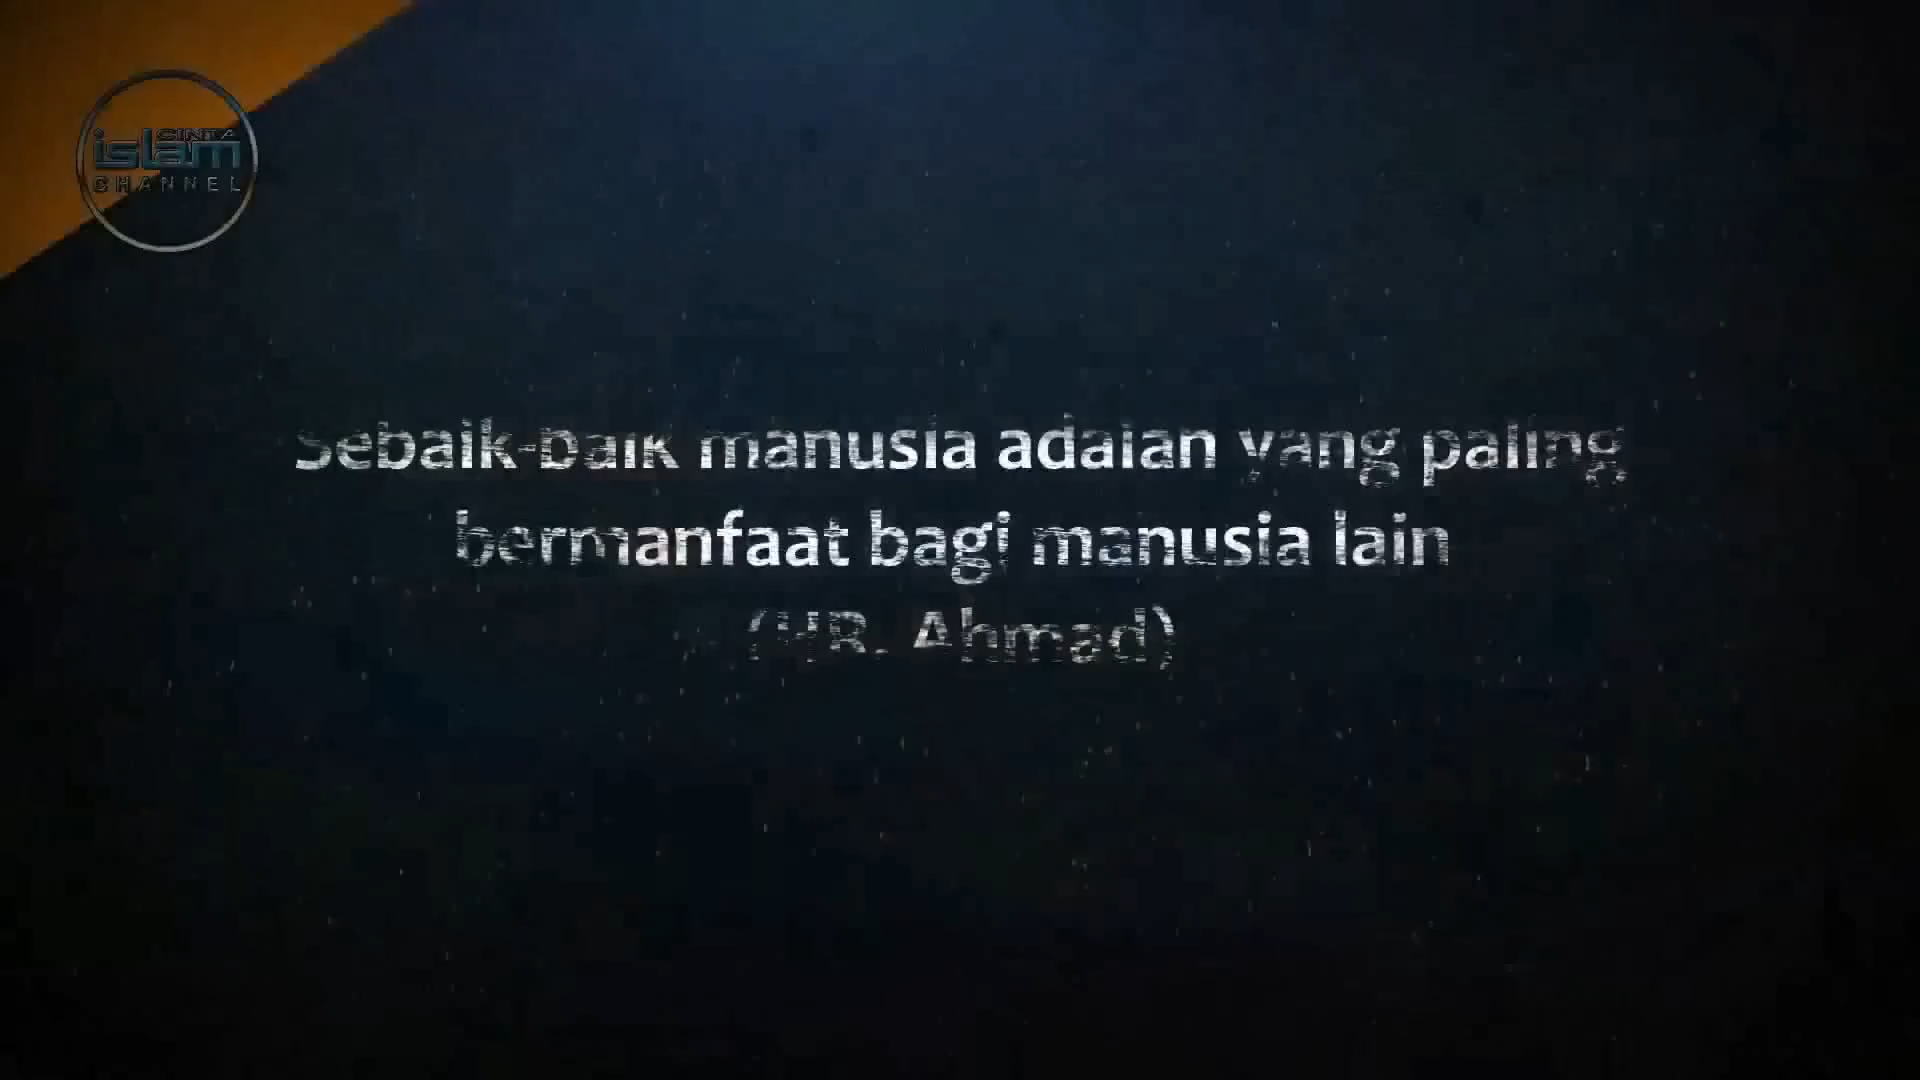 CINTA
islam
CHANNEL
Sebaik-baik manusia adalah yang paling
bermanfaat bagi manusia lain
(HR. Ahmad)